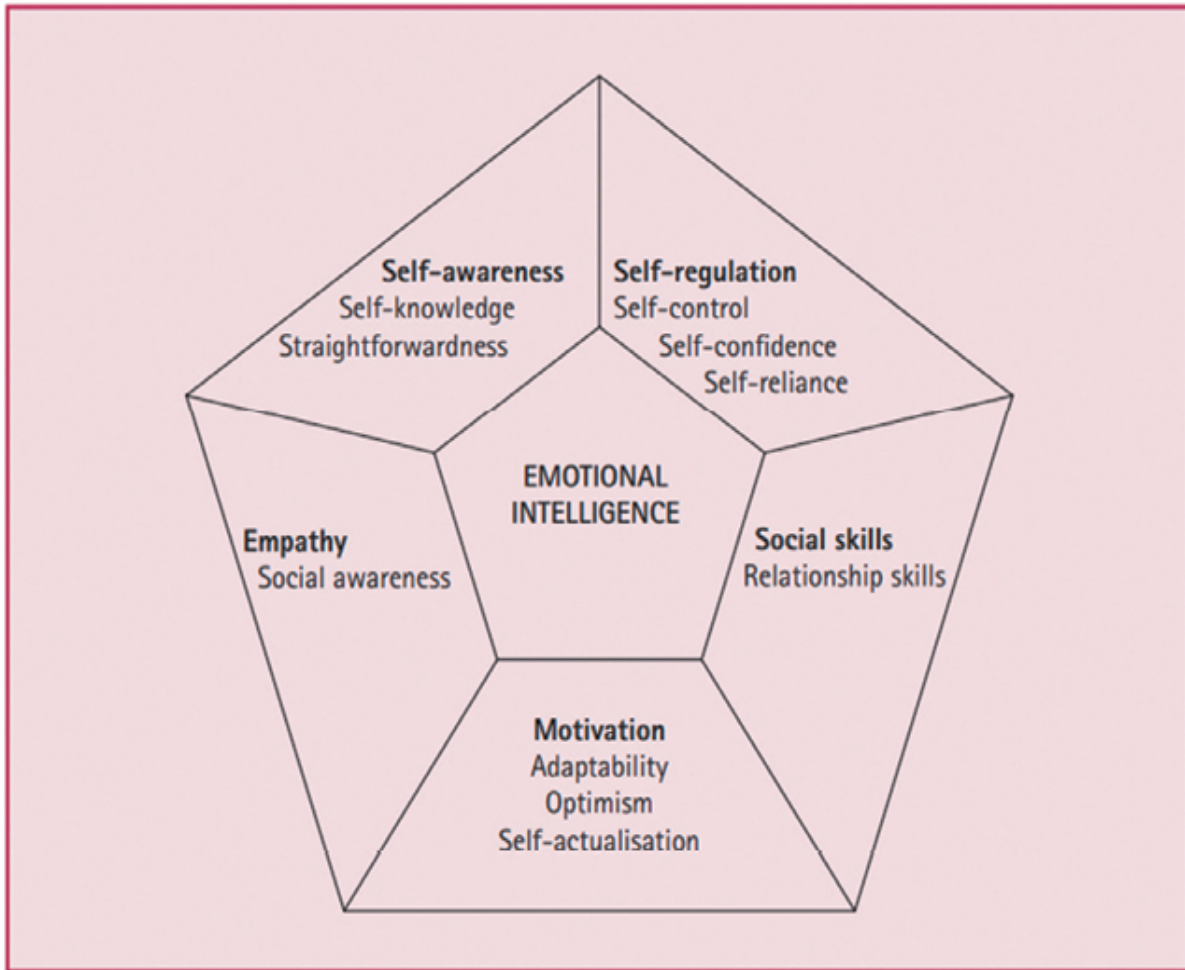 Self-awareness
Self-knowledge
Straightforwardness
Self-regulation
Self-control
Self-confidence
Self-reliance
EMOTIONAL
INTELLIGENCE
Empathy
Social awareness
Social skills
Relationship skills
Motivation
Adaptability
Optimism
Self-actualisation